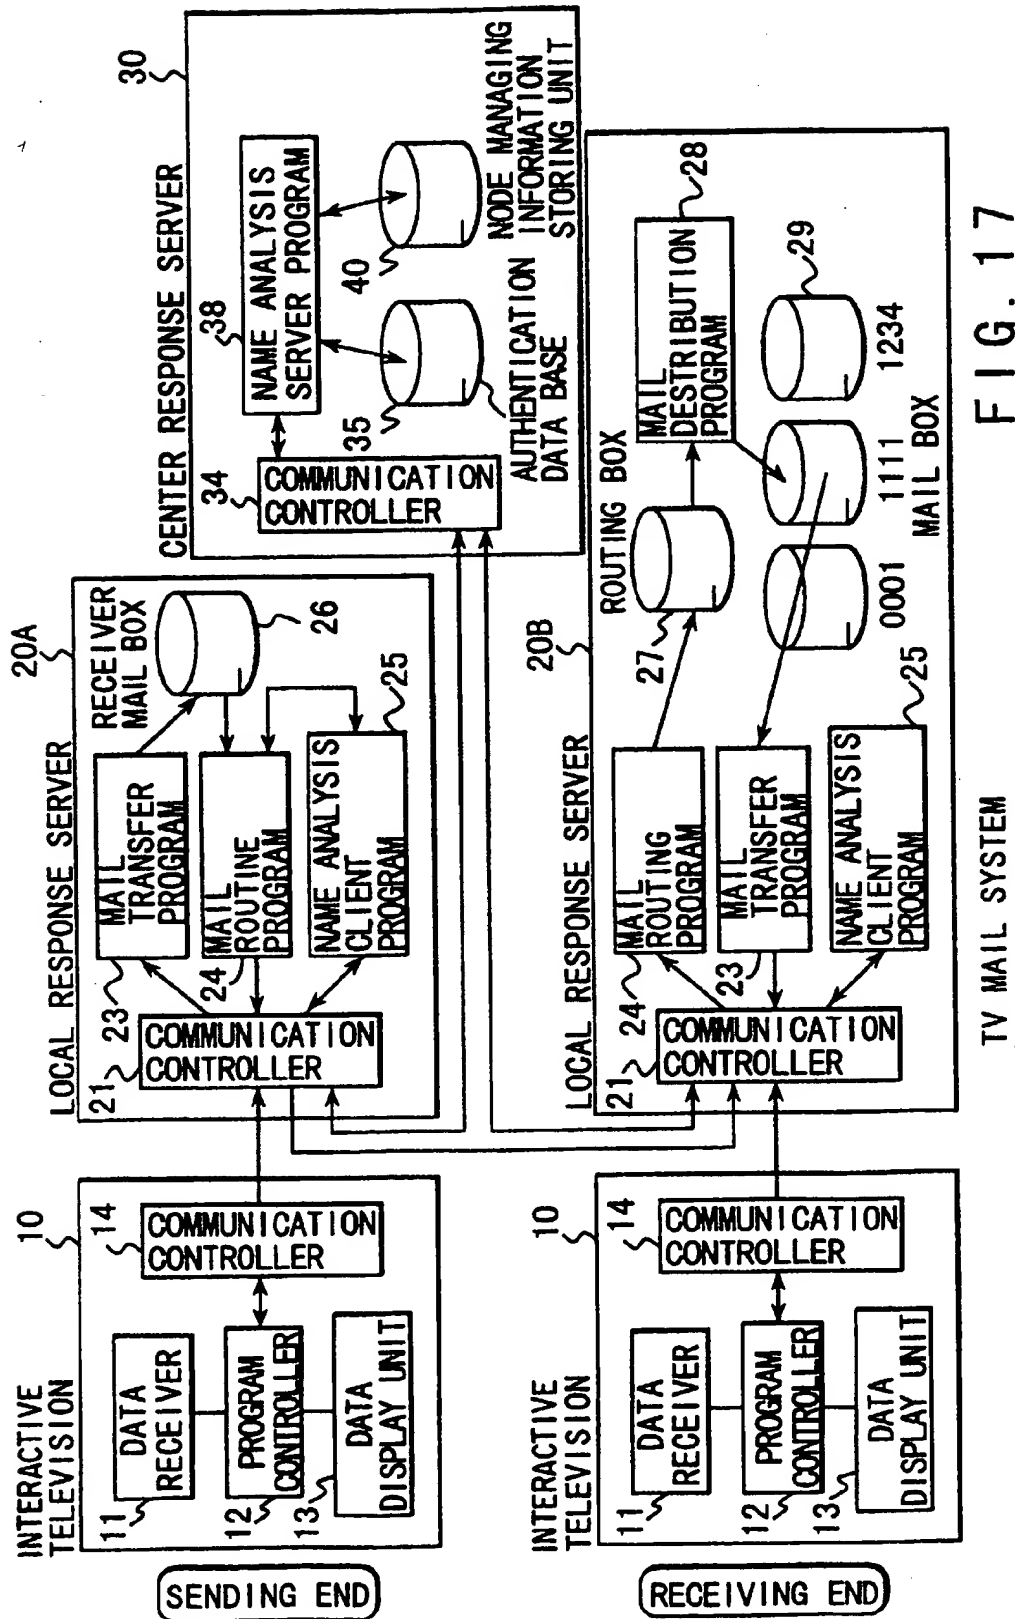 SENDING END
INTERACTIVE
TELEVISION
10
DATA
RECEIVER
11
PROGRAM
CONTROLLER
12
DATA
DISPLAY UNIT
13
14
COMMUNICATION
CONTROLLER
LOCAL RESPONSE SERVER
20A
21
COMMUNICATION
CONTROLLER
23
MAIL
TRANSFER
PROGRAM
24
MAIL
ROUTINE
PROGRAM
NAME ANALYSIS
CLIENT
PROGRAM
25
RECEIVER
MAIL BOX
26
CENTER RESPONSE SERVER
30
34
COMMUNICATION
CONTROLLER
38
NAME ANALYSIS
SERVER PROGRAM
35
AUTHENTICATION
DATA BASE
40
NODE MANAGING
INFORMATION
STORING UNIT
RECEIVING END
INTERACTIVE
TELEVISION
10
DATA
RECEIVER
11
PROGRAM
CONTROLLER
12
DATA
DISPLAY UNIT
13
14
COMMUNICATION
CONTROLLER
LOCAL RESPONSE SERVER
20B
21
COMMUNICATION
CONTROLLER
24
MAIL
ROUTING
PROGRAM
23
MAIL
TRANSFER
PROGRAM
NAME ANALYSIS
CLIENT
PROGRAM
25
ROUTING BOX
27
MAIL
DESTRIBUTION
PROGRAM
28
29
0001
1111
1234
MAIL BOX
TV MAIL SYSTEM
FIG. 17